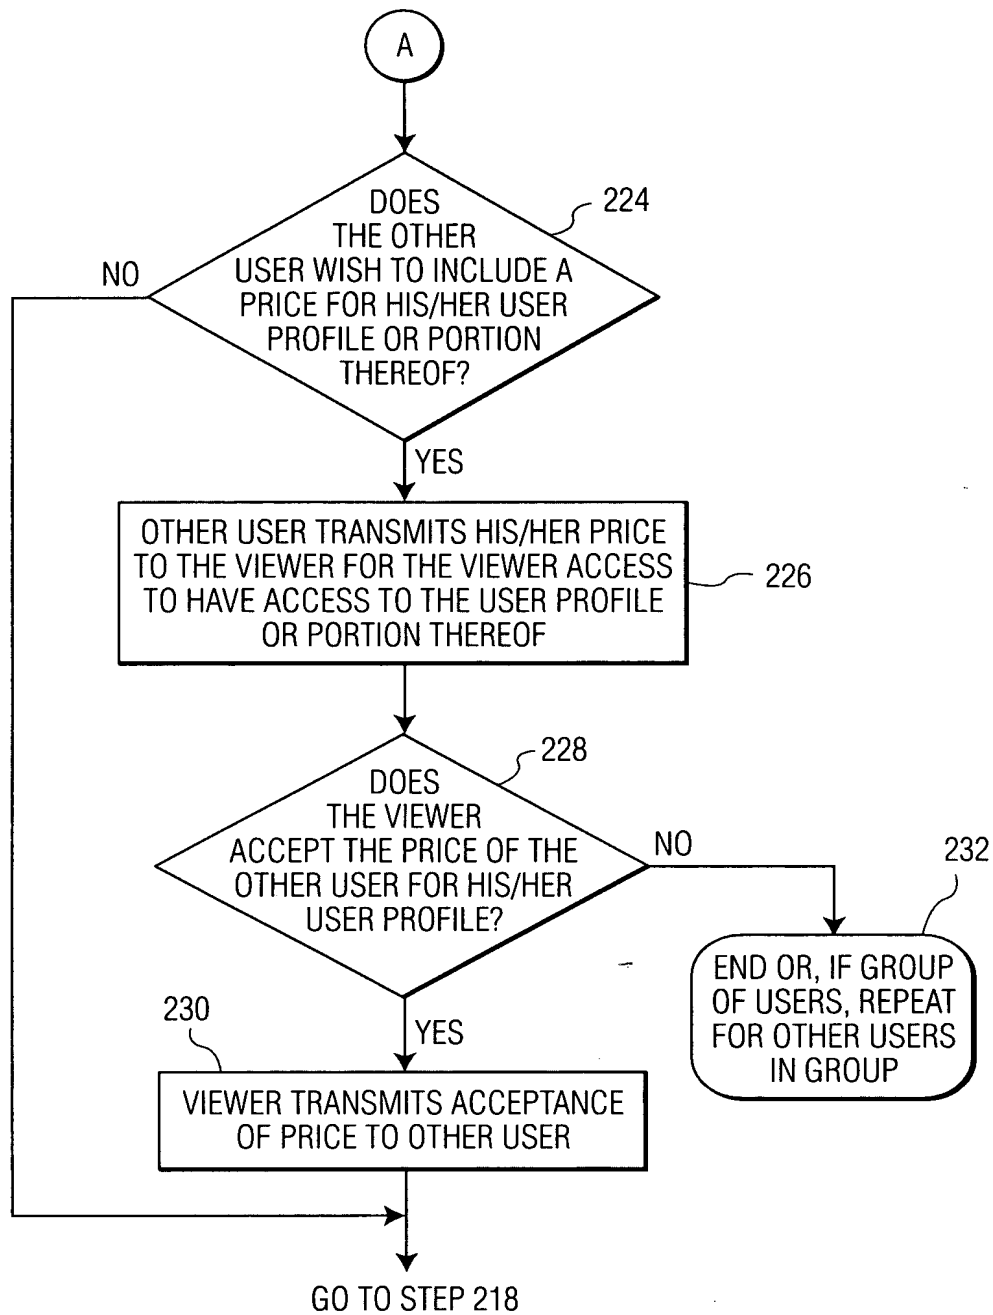 A
224
DOES
THE OTHER
USER WISH TO INCLUDE A
PRICE FOR HIS/HER USER
PROFILE OR PORTION
THEREOF?
NO
YES
OTHER USER TRANSMITS HIS/HER PRICE
TO THE VIEWER FOR THE VIEWER ACCESS
TO HAVE ACCESS TO THE USER PROFILE
OR PORTION THEREOF
226
228
DOES
THE VIEWER
ACCEPT THE PRICE OF THE
OTHER USER FOR HIS/HER
USER PROFILE?
NO
232
END OR, IF GROUP
OF USERS, REPEAT
FOR OTHER USERS
IN GROUP
YES
230
VIEWER TRANSMITS ACCEPTANCE
OF PRICE TO OTHER USER
GO TO STEP 218